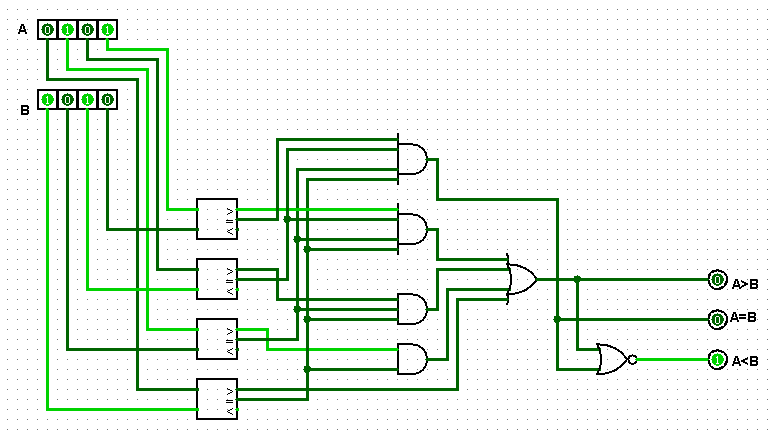 A 0 1 0 1
B 1 0 1 0
>
=
<
>
=
<
>
=
<
>
=
<
0 A>B
0 A=B
1 A<B